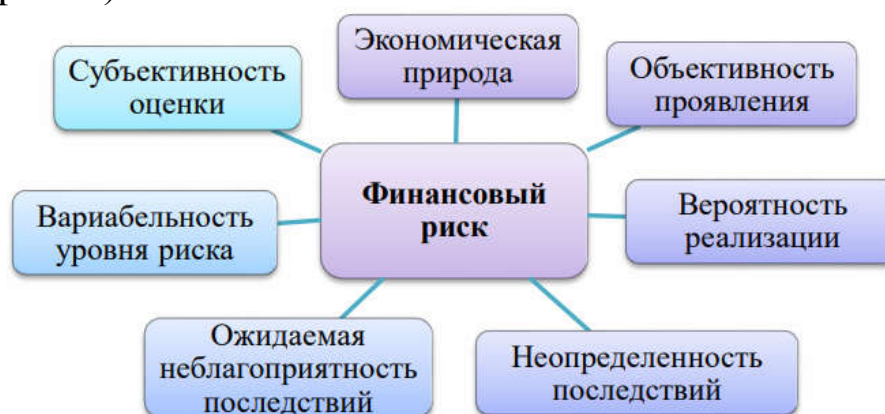 Экономическая
природа
Субъективность
оценки
Объективность
проявления
Финансовый
риск
Вариабельность
уровня риска
Вероятность
реализации
Ожидаемая
неблагоприятность
последствий
Неопределенность
последствий